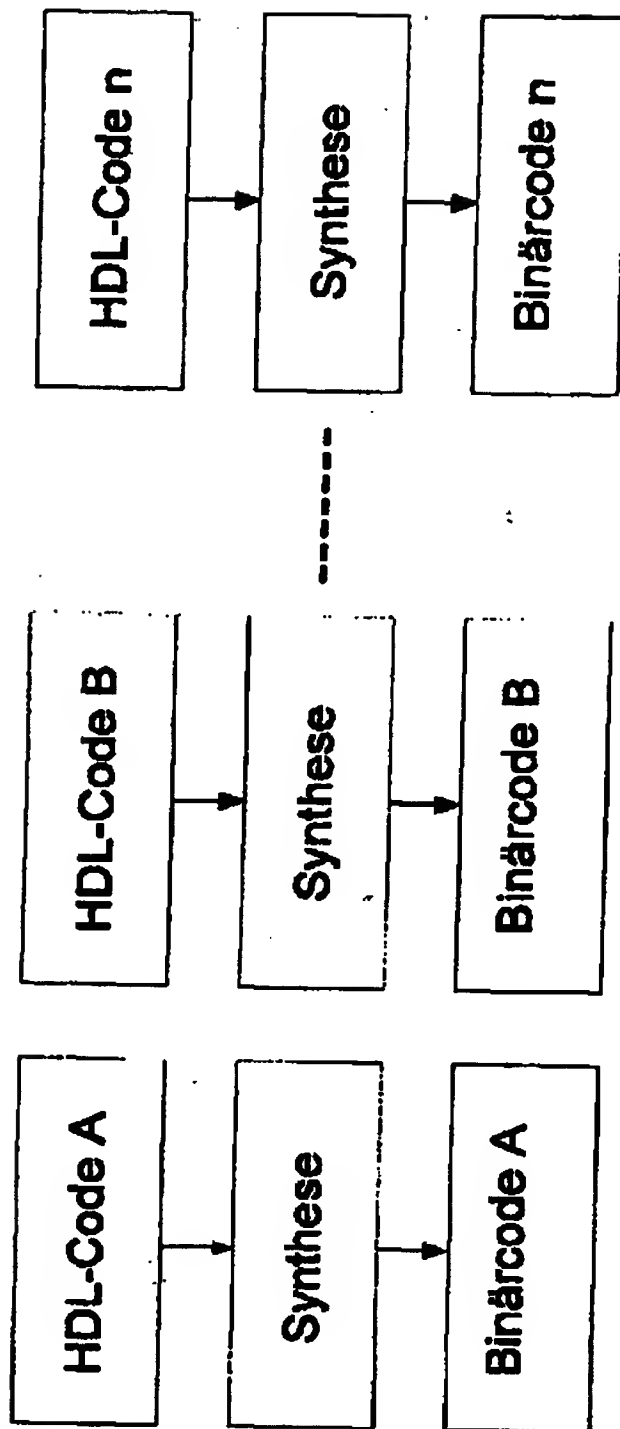 HDL-Code A
Synthese
Binärcode A
HDL-Code B
Synthese
Binärcode B
HDL-Code n
Synthese
Binärcode n